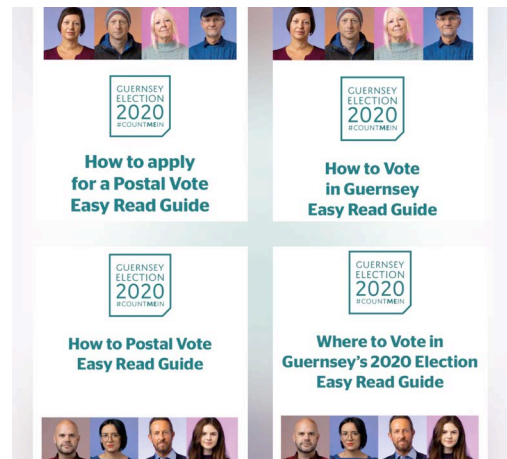 GUERNSEY
ELECTION
2020
#COUNTMEIN
How to apply
for a Postal Vote
Easy Read Guide
GUERNSEY
ELECTION
2020
#COUNTMEIN
How to Vote
in Guernsey
Easy Read Guide
GUERNSEY
ELECTION
2020
#COUNTMEIN
How to Postal Vote
Easy Read Guide
GUERNSEY
ELECTION
2020
#COUNTMEIN
Where to Vote in
Guernsey's 2020 Election
Easy Read Guide